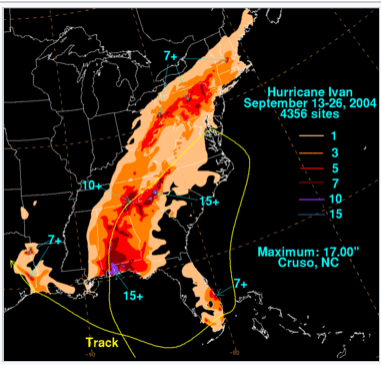 7+
Hurricane Ivan
September 13-26, 2004
4356 sites
1
3
5
7
10
15
10+
15+
7+
Maximum: 17.00"
Cruso, NC
7+
15+
Track